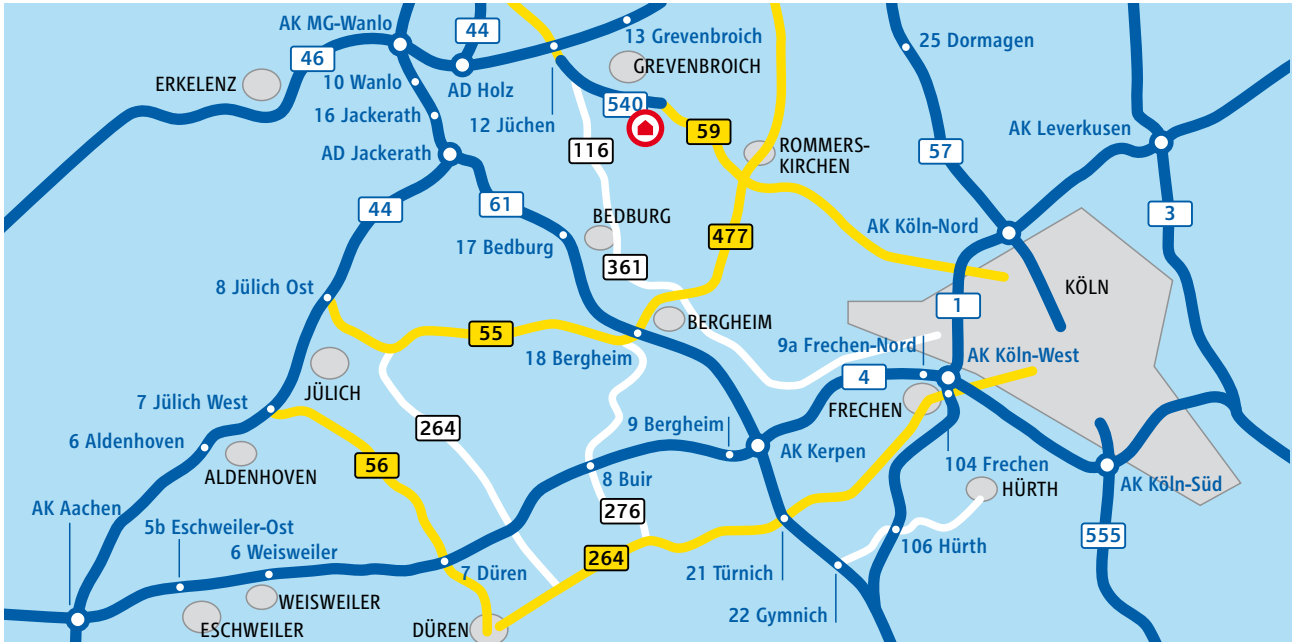 AK MG-Wanlo
44
13 Grevenbroich
25 Dormagen
46
GREVENBROICH
ERKELENZ
10 Wanlo
AD Holz
540
16 Jackerath
12 Jüchen
59
AK Leverkusen
AD Jackerath
116
ROMMERS-
KIRCHEN
57
44
61
3
BEDBURG
AK Köln-Nord
17 Bedburg
477
361
8 Jülich Ost
KÖLN
1
BERGHEIM
55
18 Bergheim
9a Frechen-Nord
AK Köln-West
4
JÜLICH
7 Jülich West
FRECHEN
264
9 Bergheim
6 Aldenhoven
AK Kerpen
56
104 Frechen
ALDENHOVEN
8 Buir
HÜRTH
AK Köln-Süd
AK Aachen
276
5b Eschweiler-Ost
555
6 Weisweiler
106 Hürth
264
7 Düren
21 Türnich
WEISWEILER
22 Gymnich
ESCHWEILER
DÜREN